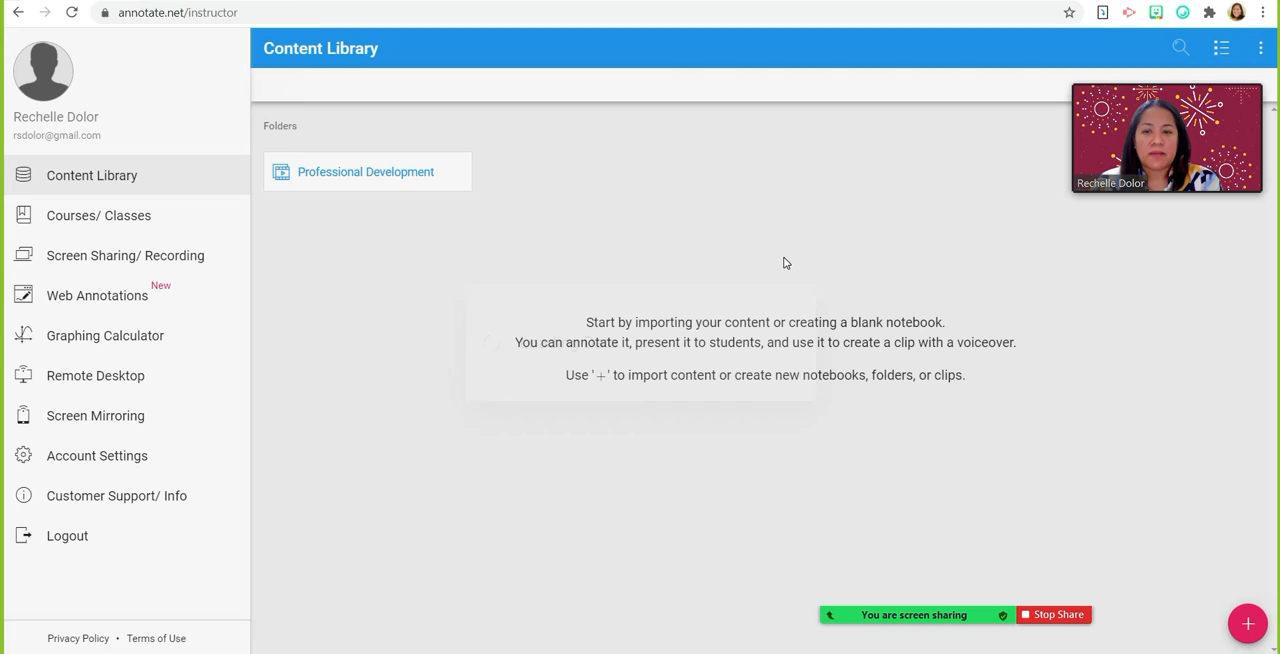 annotate.net/instructor
Rechelle Dolor
rsdolor@gmail.com
Content Library
Courses/ Classes
Screen Sharing/ Recording
Web Annotations New
Graphing Calculator
Remote Desktop
Screen Mirroring
Account Settings
Customer Support/ Info
Logout
Privacy Policy • Terms of Use
Content Library
Folders
Professional Development
Rechelle Dolor
Start by importing your content or creating a blank notebook.
You can annotate it, present it to students, and use it to create a clip with a voiceover.
Use '+' to import content or create new notebooks, folders, or clips.
You are screen sharing
Stop Share